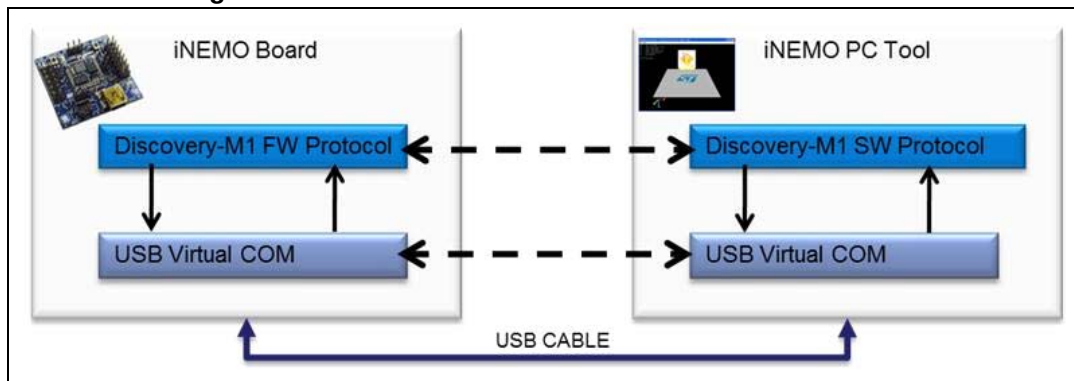 iNEMO Board
iNEMO PC Tool
Discovery-M1 FW Protocol
Discovery-M1 SW Protocol
USB Virtual COM
USB Virtual COM
USB CABLE